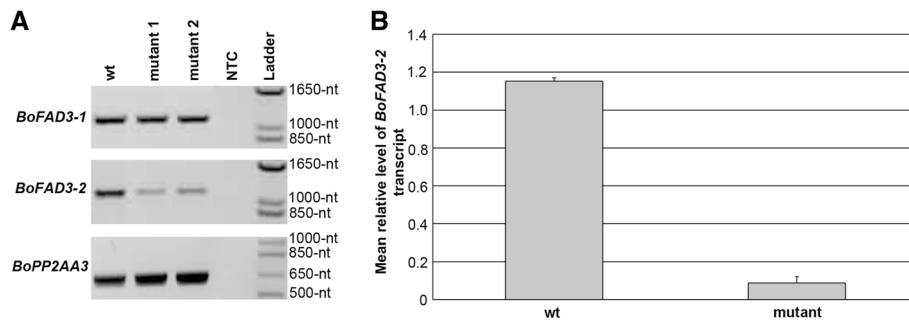 A
wt
mutant 1
mutant 2
NTC
Ladder
BoFAD3-1
1650-nt
1000-nt
850-nt
BoFAD3-2
1650-nt
1000-nt
850-nt
BoPP2AA3
1000-nt
850-nt
650-nt
500-nt
B
Mean relative level of BoFAD3-2
transcript
1.4
1.2
1.0
0.8
0.6
0.4
0.2
0
wt
mutant